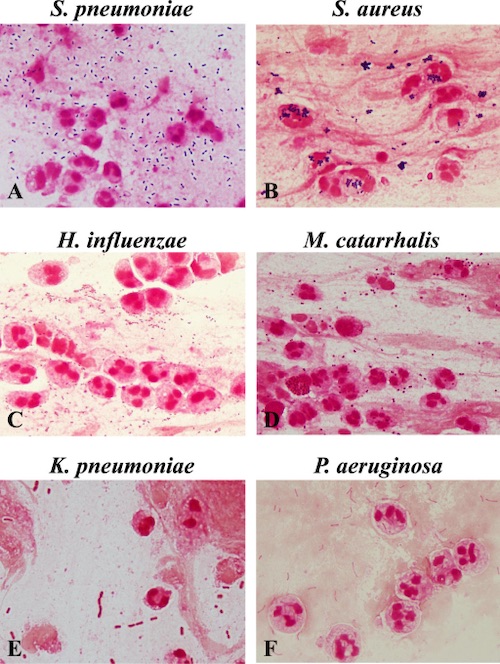 S. pneumoniae
S. aureus
A
B
H. influenzae
M. catarrhalis
C
D
K. pneumoniae
P. aeruginosa
E
F